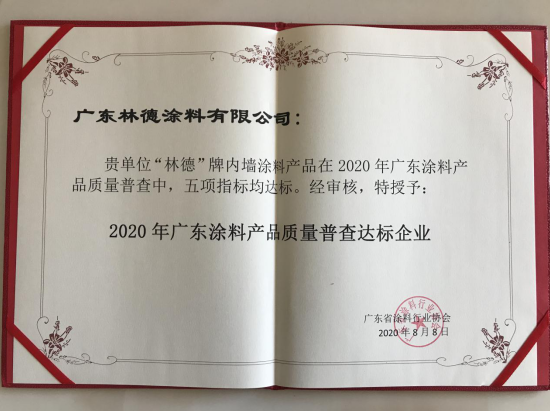 广东林德涂料有限公司：
贵单位“林德”牌内墙涂料产品在2020年广东涂料产
品质量普查中，五项指标均达标。经审核，特授予：
2020年广东涂料产品质量普查达标企业
广东省涂料行业协会
2020年8月8日